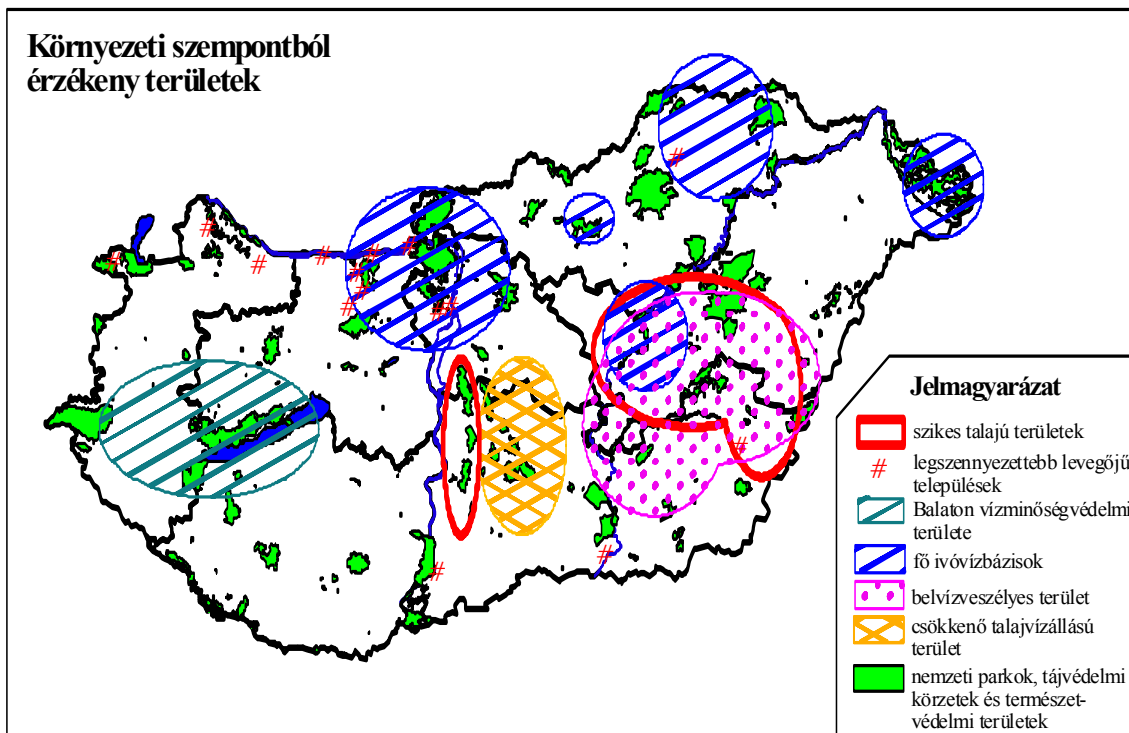 Környezeti szempontból
érzékeny területek
Jelmagyarázat
szikes talajú területek
# legszennyezettebb levegőjű
települések
Balaton vízminőségvédelmi
területe
fő ivóvízbázisok
belvízveszélyes terület
csökkenő talajvízállású
terület
nemzeti parkok, tájvédelmi
körzetek és természet-
védelmi területek